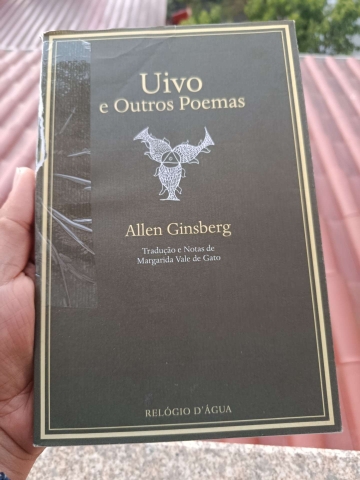 Uivo
e Outros Poemas
Allen Ginsberg
Tradução e Notas de
Margarida Vale de Gato
RELÓGIO D'ÁGUA